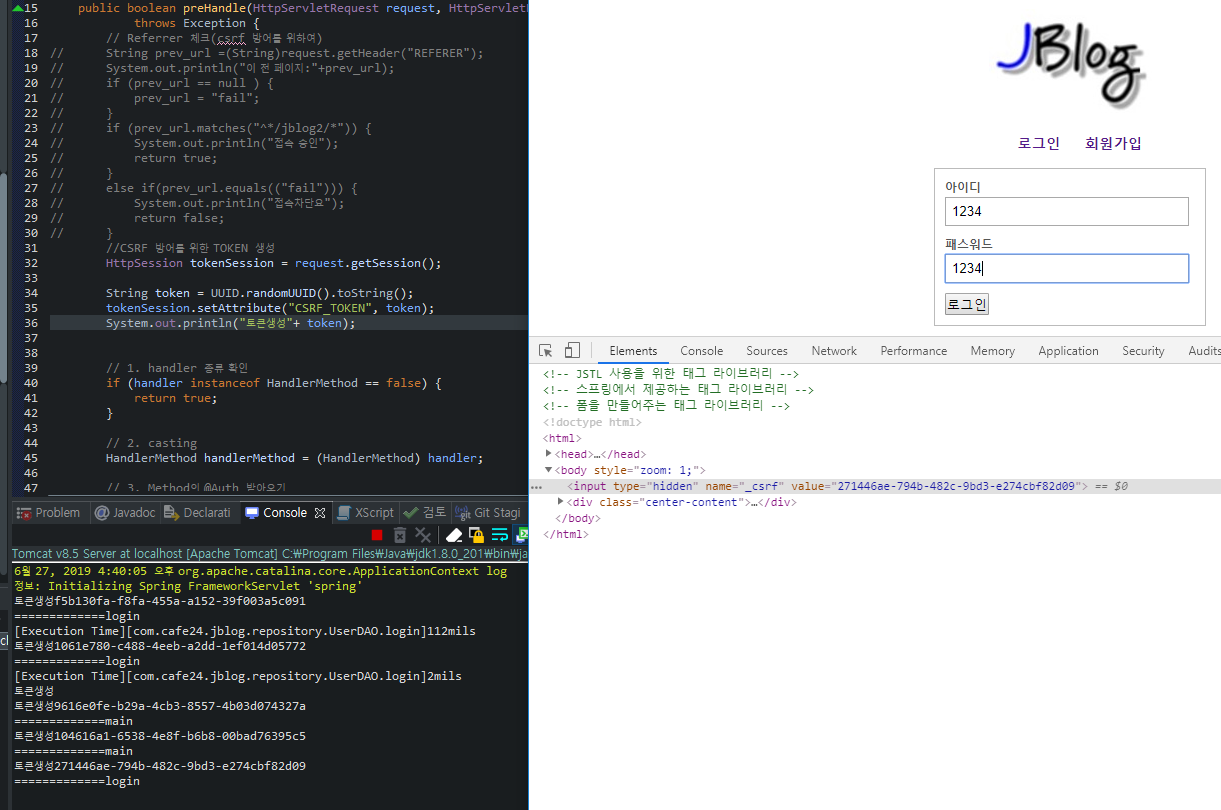 15 public boolean preHandle(HttpServletRequest request, HttpServletR
16 throws Exception {
17 // Referrer 체크(csrf 방어를 위하여)
18 // String prev_url =(String)request.getHeader("REFERER");
19 // System.out.println("이 전 페이지:"+prev_url);
20 // if (prev_url == null ) {
21 // prev_url = "fail";
22 // }
23 // if (prev_url.matches("^*/jblog2/*")) {
24 // System.out.println("접속 승인");
25 // return true;
26 // }
27 // else if(prev_url.equals(("fail"))) {
28 // System.out.println("접속차단요");
29 // return false;
30 // }
31 //CSRF 방어를 위한 TOKEN 생성
32 HttpSession tokenSession = request.getSession();
33
34 String token = UUID.randomUUID().toString();
35 tokenSession.setAttribute("CSRF_TOKEN", token);
36 System.out.println("토큰생성"+ token);
37
38
39 // 1. handler 종류 확인
40 if (handler instanceof HandlerMethod == false) {
41 return true;
42 }
43
44 // 2. casting
45 HandlerMethod handlerMethod = (HandlerMethod) handler;
46
47 // 3. Method의 @Auth 받아오기
Problem @ Javadoc Declarati Console XScript 검토 Git Stagi
Tomcat v8.5 Server at localhost [Apache Tomcat] C:₩Program Files₩Java₩jdk1.8.0_201₩bin₩ja
6월 27, 2019 4:40:05 오후 org.apache.catalina.core.ApplicationContext log
정보: Initializing Spring FrameworkServlet 'spring'
토큰생성f5b130fa-f8fa-455a-a152-39f003a5c091
=============login
[Execution Time][com.cafe24.jblog.repository.UserDAO.login]112mils
토큰생성1061e780-c488-4eeb-a2dd-1ef014d05772
=============login
[Execution Time][com.cafe24.jblog.repository.UserDAO.login]2mils
토큰생성
토큰생성9616e0fe-b29a-4cb3-8557-4b03d074327a
=============main
토큰생성104616a1-6538-4e8f-b6b8-00bad76395c5
=============main
토큰생성271446ae-794b-482c-9bd3-e274cbf82d09
=============login
JBlog
로그인 회원가입
아이디
1234
패스워드
1234
로그인
Elements Console Sources Network Performance Memory Application Security Audits
<!-- JSTL 사용을 위한 태그 라이브러리 -->
<!-- 스프링에서 제공하는 태그 라이브러리 -->
<!-- 폼을 만들어주는 태그 라이브러리 -->
<!doctype html>
<html>
<head>…</head>
<body style="zoom: 1;">
<input type="hidden" name="_csrf" value="271446ae-794b-482c-9bd3-e274cbf82d09"> == $0
<div class="center-content">…</div>
</body>
</html>